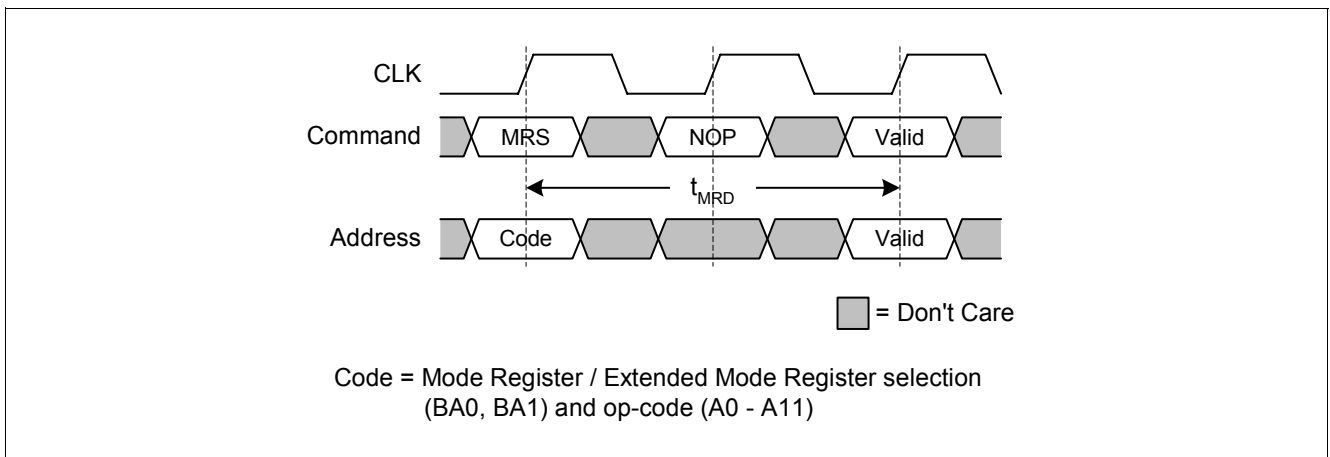 CLK
Command MRS NOP Valid
tMRD
Address Code Valid
= Don't Care
Code = Mode Register / Extended Mode Register selection
(BA0, BA1) and op-code (A0 - A11)